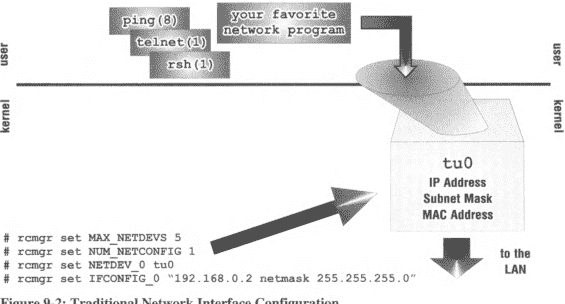 ping(8)
telnet(1)
rsh(1)
your favorite
network program
user
user
kernel
kernel
tu0
IP Address
Subnet Mask
MAC Address
to the
LAN
# rcmgr set MAX_NETDEVS 5
# rcmgr set NUM_NETCONFIG 1
# rcmgr set NETDEV_0 tu0
# rcmgr set IFCONFIG_0 "192.168.0.2 netmask 255.255.255.0"
Figure 9-2: Traditional Network Interface Configuration